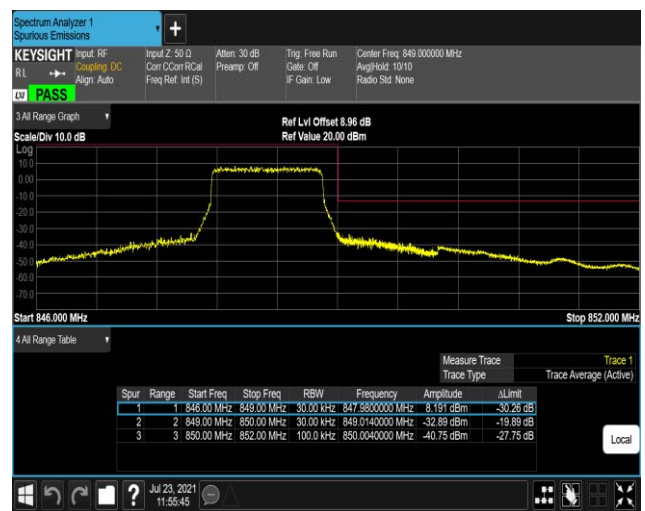 Spectrum Analyzer 1
Spurious Emissions
+
KEYSIGHT Input: RF Input Z: 50 Ω Atten: 30 dB Trig: Free Run Center Freq: 849.000000 MHz
RL Coupling: DC Corr CCorr RCal Preamp: Off Gate: Off Avg|Hold: 10/10
Align: Auto Freq Ref: Int (S) IF Gain: Low Radio Std: None
LXI PASS
3 All Range Graph
Ref Lvl Offset 8.96 dB
Scale/Div 10.0 dB Ref Value 20.00 dBm
Log
10.0
0.00
-10.0
-20.0
-30.0
-40.0
-50.0
-60.0
-70.0
Start 846.000 MHz Stop 852.000 MHz
4 All Range Table
Measure Trace Trace 1
Trace Type Trace Average (Active)
Spur Range Start Freq Stop Freq RBW Frequency Amplitude ΔLimit
1 1 846.00 MHz 849.00 MHz 30.00 kHz 847.9800000 MHz 8.191 dBm -30.26 dB
2 2 849.00 MHz 850.00 MHz 30.00 kHz 849.0140000 MHz -32.89 dBm -19.89 dB
3 3 850.00 MHz 852.00 MHz 100.0 kHz 850.0040000 MHz -40.75 dBm -27.75 dB
Local
? Jul 23, 2021
11:55:45